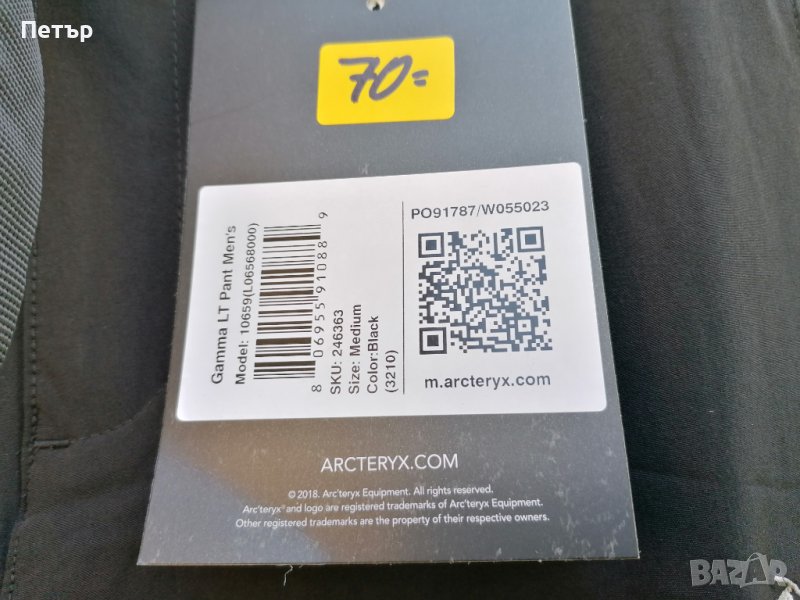 Петър
70=
Gamma LT Pant Men's
Model: 10659(L06568000)
8 06955 91088 9
SKU: 246363
Size: Medium
Color:Black
(3210)
PO91787/W055023
m.arcteryx.com
ARCTERYX.COM
© 2018. Arc'teryx Equipment. All rights reserved.
Arc'teryx® and logo are registered trademarks of Arc'teryx Equipment.
Other registered trademarks are the property of their respective owners.
BAZAR